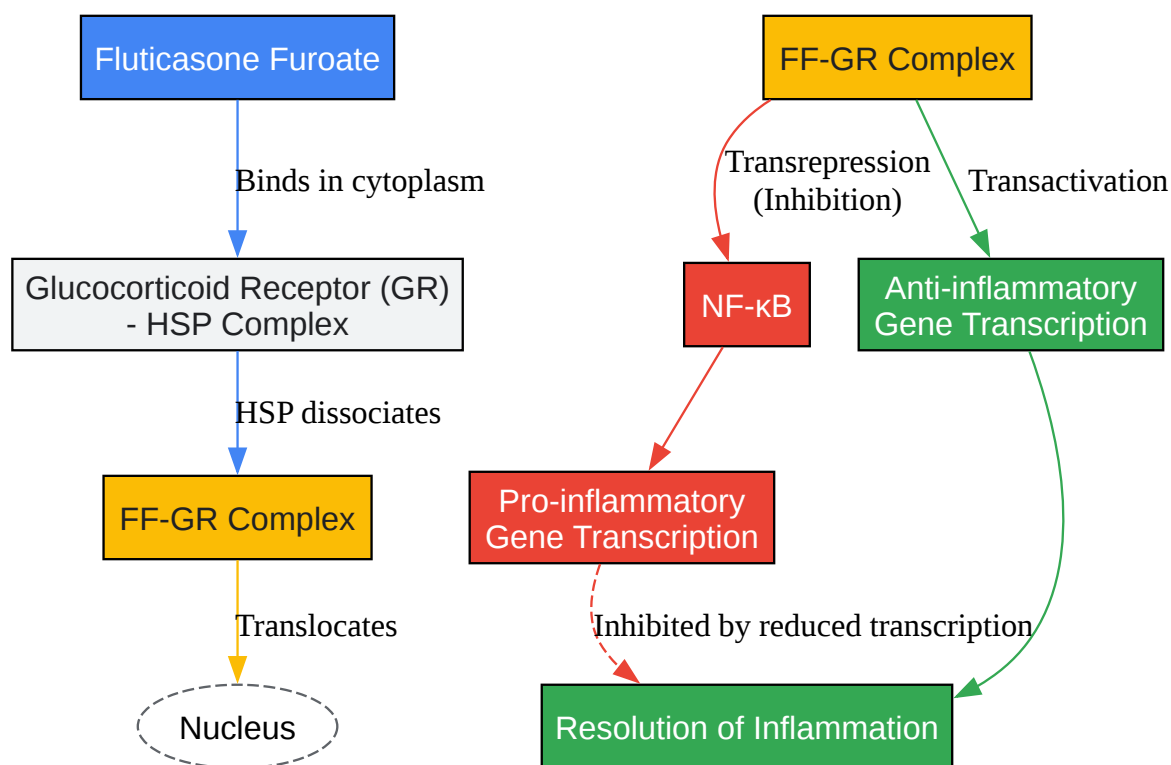 Fluticasone Furoate
Binds in cytoplasm
Glucocorticoid Receptor (GR)
- HSP Complex
HSP dissociates
FF-GR Complex
Translocates
Nucleus
FF-GR Complex
Transrepression
(Inhibition)
Transactivation
NF-κB
Anti-inflammatory
Gene Transcription
Pro-inflammatory
Gene Transcription
Inhibited by reduced transcription
Resolution of Inflammation